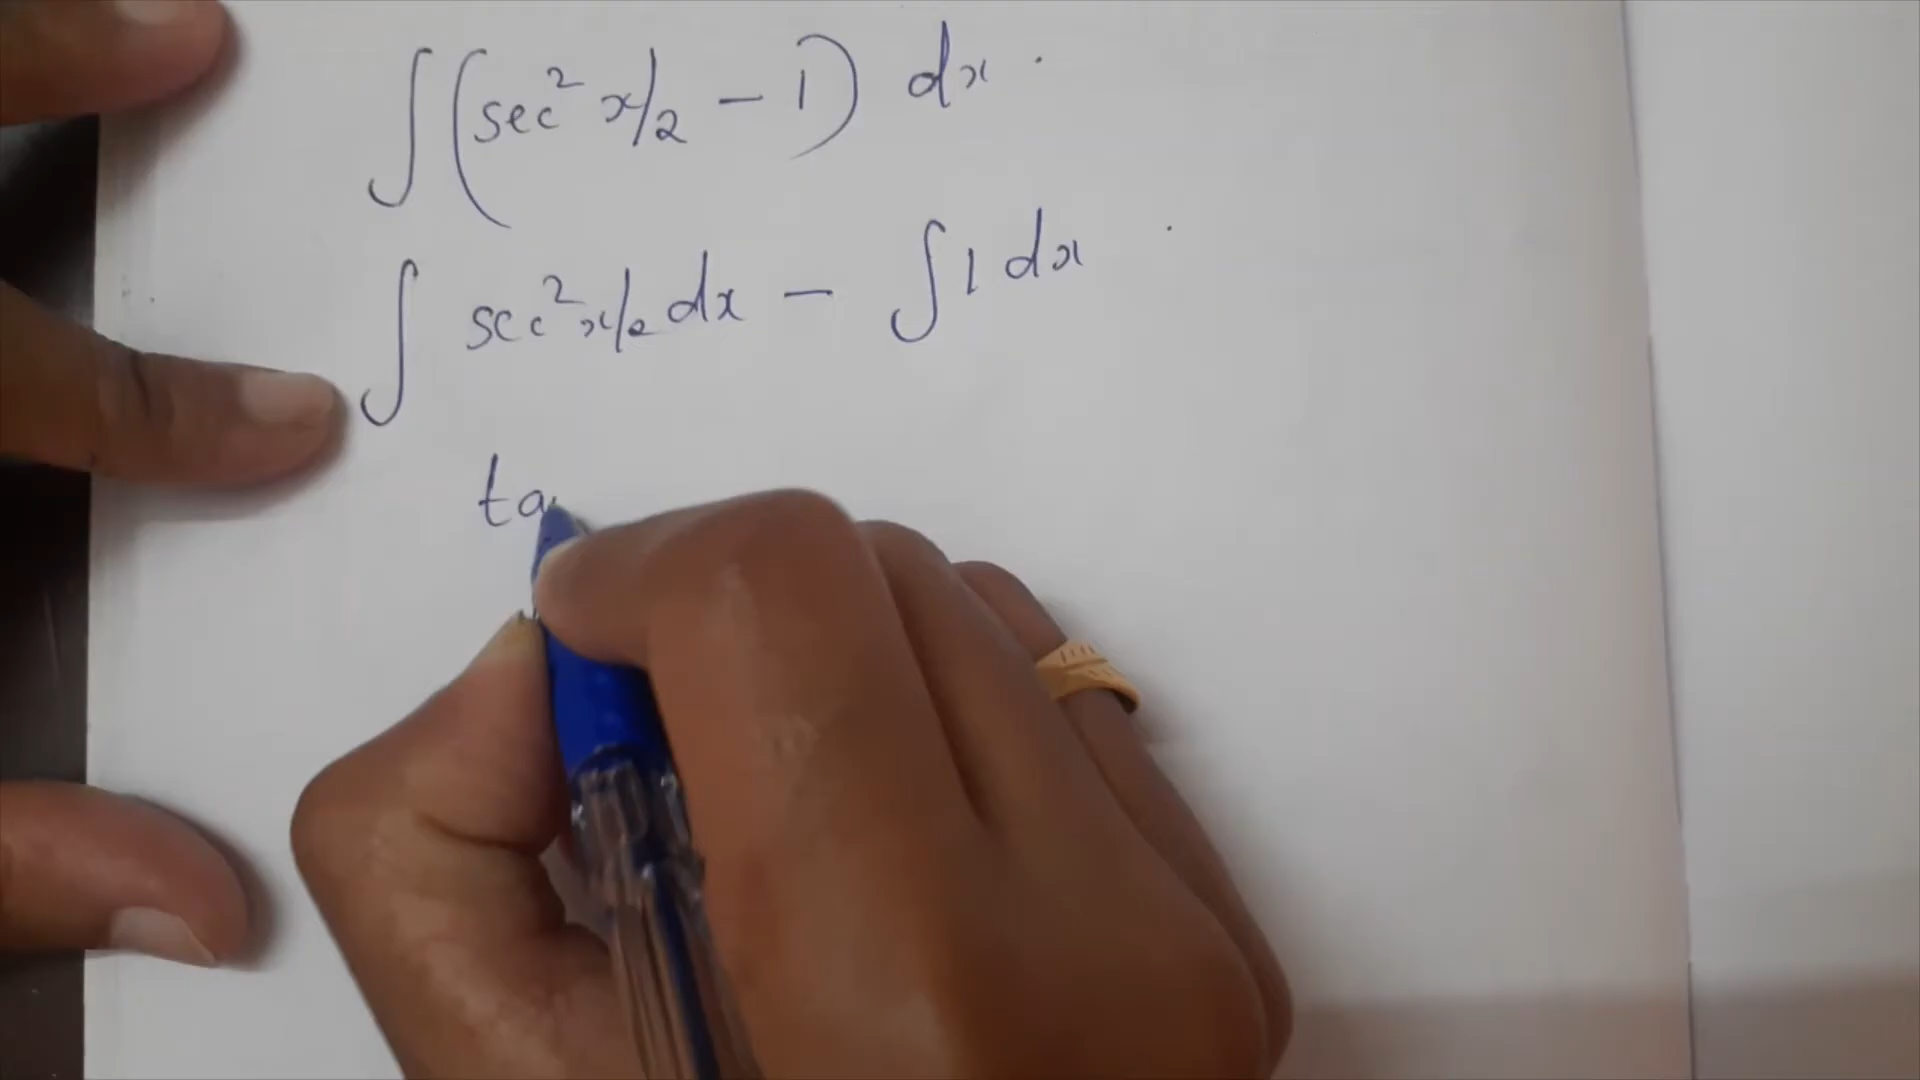 ∫(sec² x/2 − 1) dx .
∫ sec² x/2 dx − ∫1 dx
ta